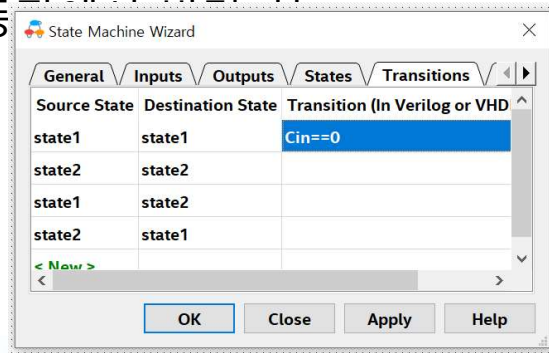 State Machine Wizard
General Inputs Outputs States Transitions
Source State Destination State Transition (In Verilog or VHD
state1 state1 Cin==0
state2 state2
state1 state2
state2 state1
< New >
OK Close Apply Help